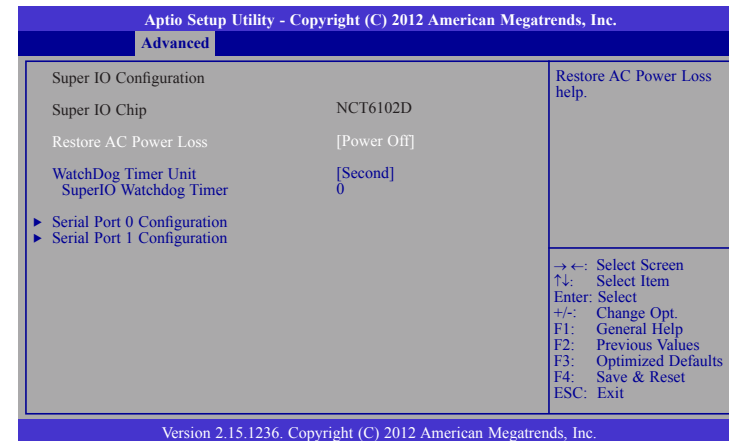 Aptio Setup Utility - Copyright (C) 2012 American Megatrends, Inc.
Advanced
Super IO Configuration
Super IO Chip NCT6102D
Restore AC Power Loss [Power Off]
WatchDog Timer Unit [Second]
SuperIO Watchdog Timer 0
► Serial Port 0 Configuration
► Serial Port 1 Configuration
Restore AC Power Loss
help.
→←: Select Screen
↑↓: Select Item
Enter: Select
+/-: Change Opt.
F1: General Help
F2: Previous Values
F3: Optimized Defaults
F4: Save & Reset
ESC: Exit
Version 2.15.1236. Copyright (C) 2012 American Megatrends, Inc.